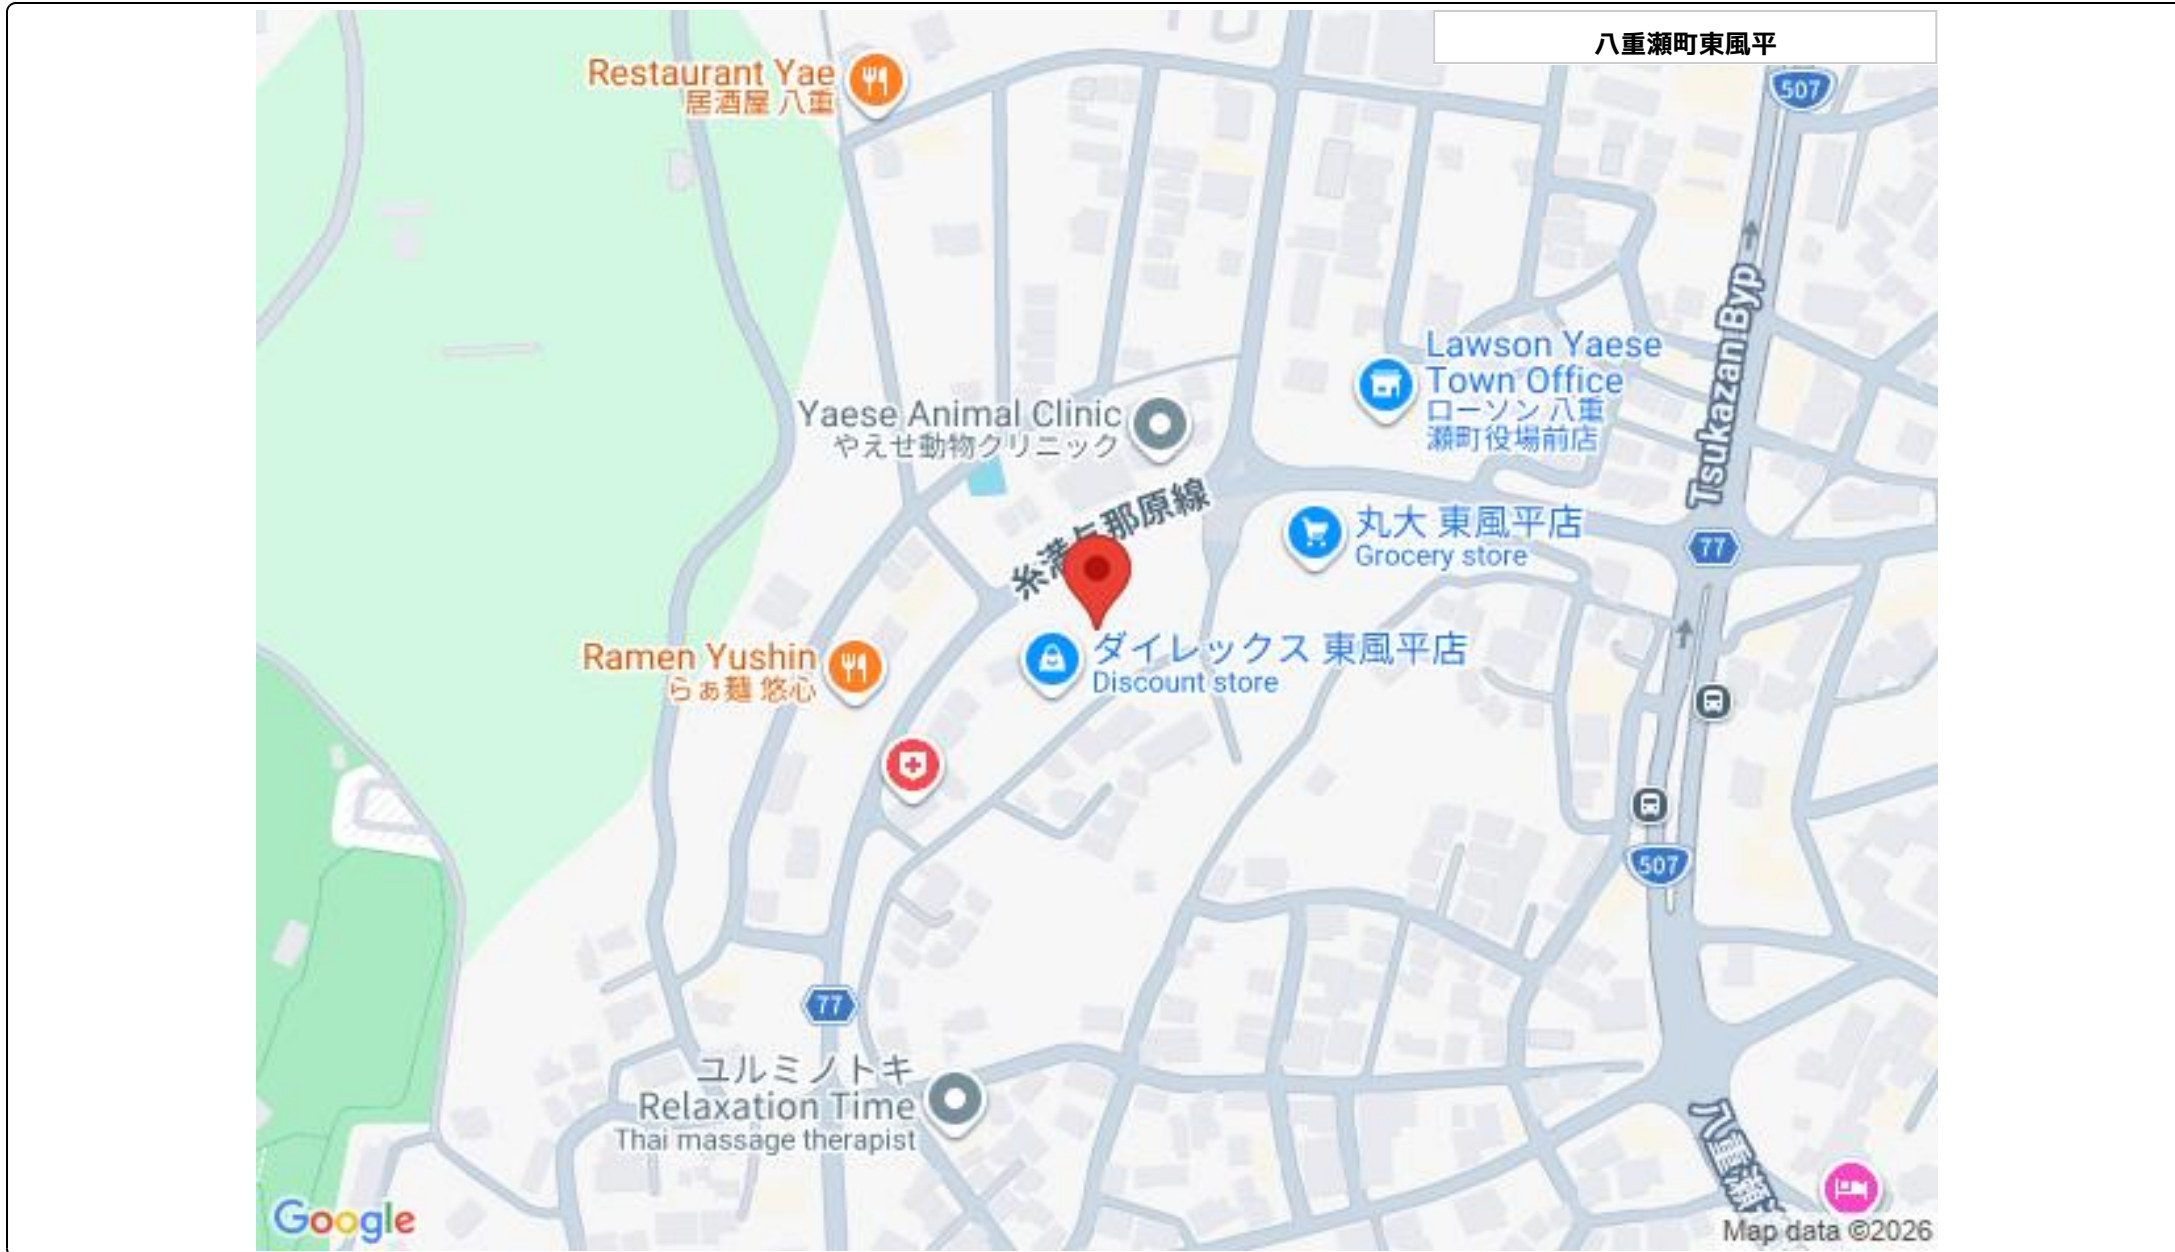 八重瀬町東風平
Restaurant Yae
居酒屋 八重
507
Tsukazan Byp
Lawson Yaese
Town Office
ローソン 八重
瀬町役場前店
Yaese Animal Clinic
やえせ動物クリニック
糸満与那原線
丸大 東風平店
Grocery store
77
ダイレックス 東風平店
Discount store
Ramen Yushin
らぁ麺 悠心
507
77
ユルミノトキ
Relaxation Time
Thai massage therapist
八重瀬
Google
Map data ©2026